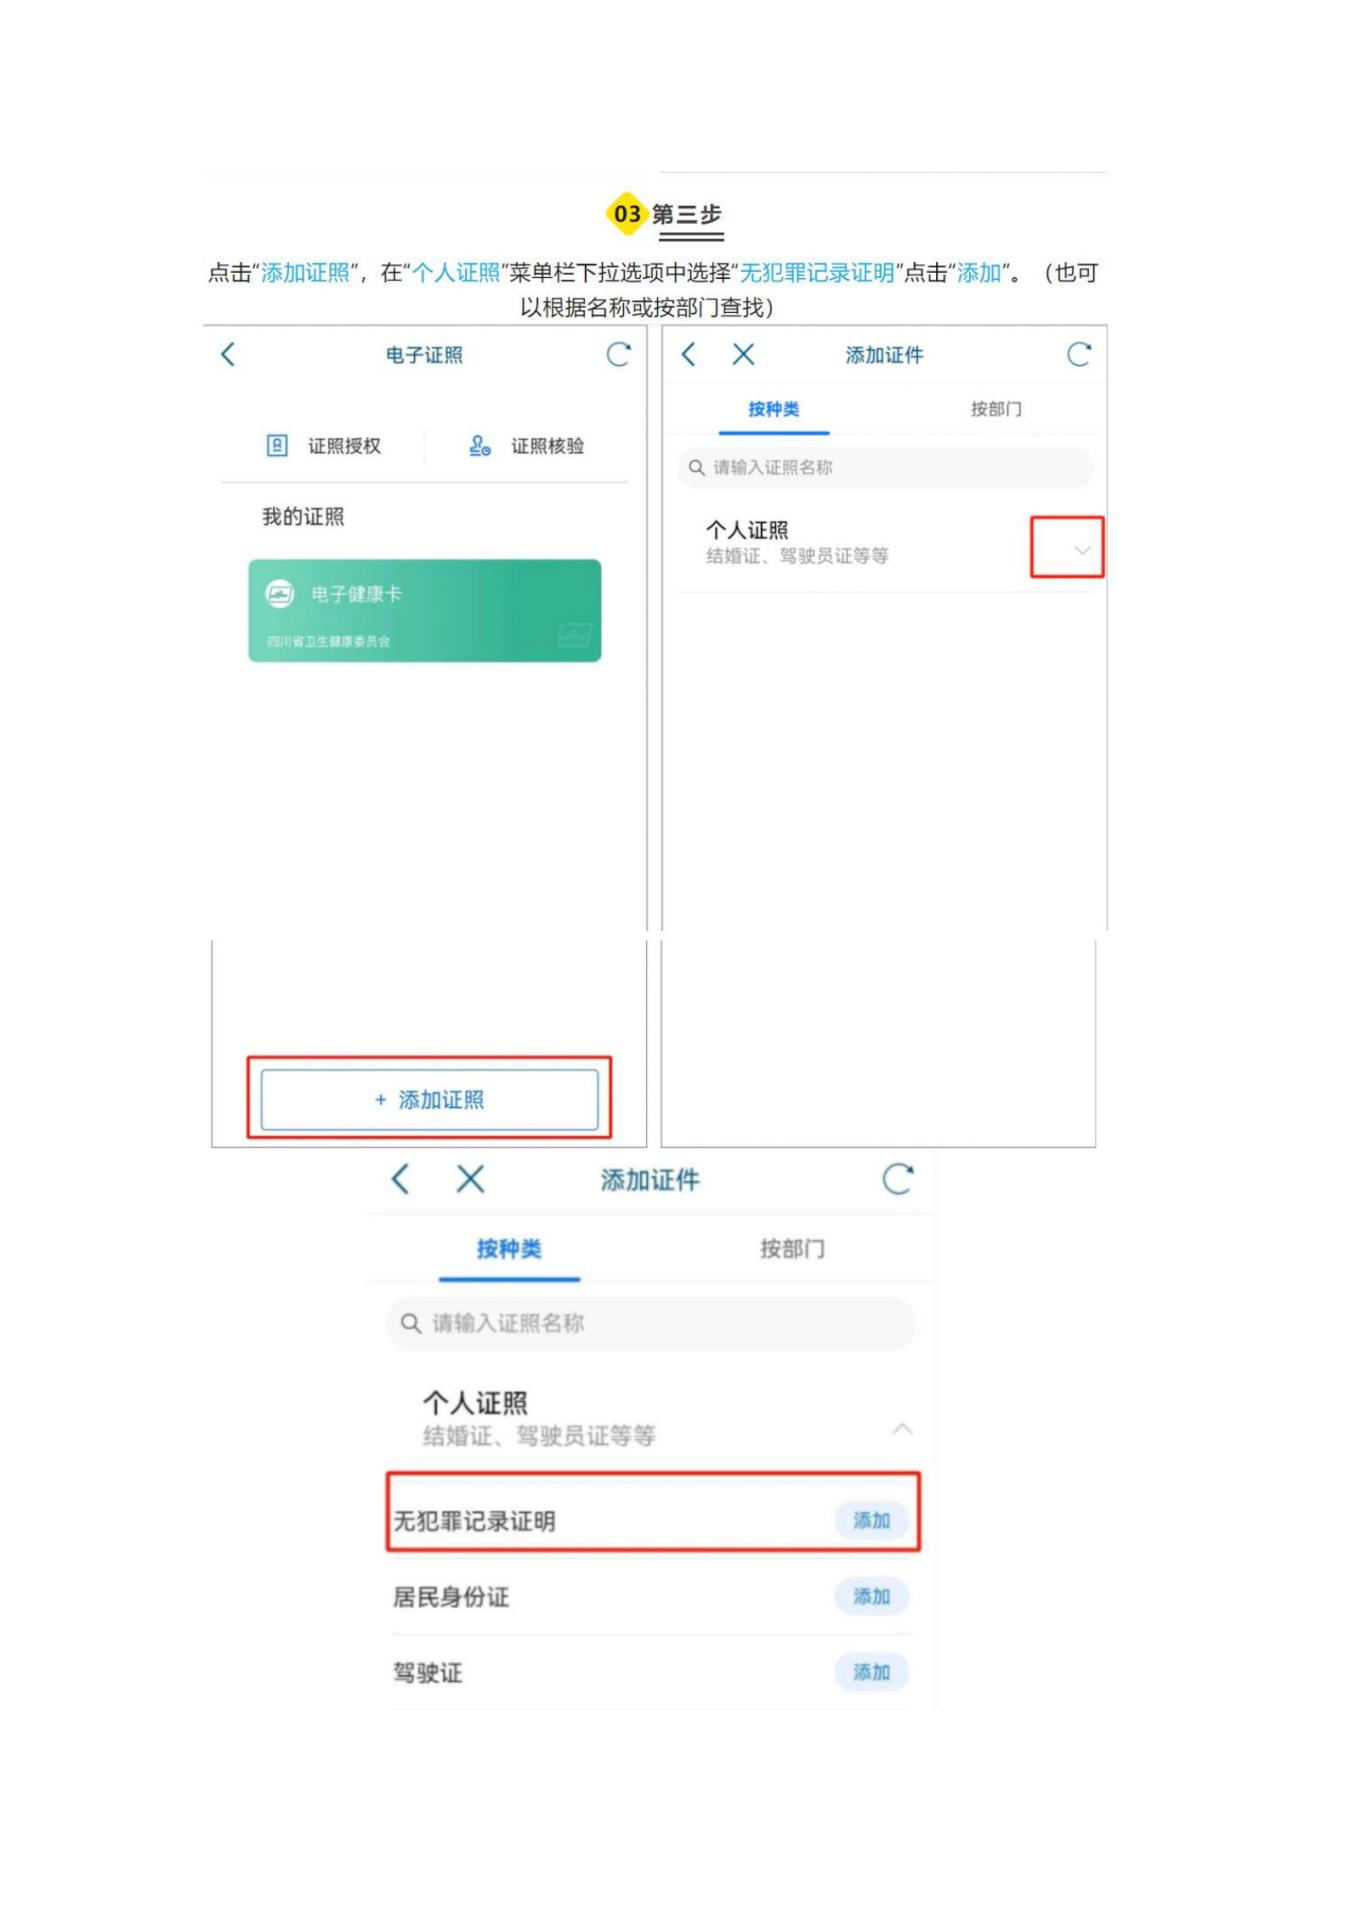 03 第三步
点击“添加证照”，在“个人证照”菜单栏下拉选项中选择“无犯罪记录证明”点击“添加”。（也可
以根据名称或按部门查找）
电子证照
证照授权 证照核验
我的证照
电子健康卡
四川省卫生健康委员会
+ 添加证照
添加证件
按种类 按部门
请输入证照名称
个人证照
结婚证、驾驶员证等等
添加证件
按种类 按部门
请输入证照名称
个人证照
结婚证、驾驶员证等等
无犯罪记录证明 添加
居民身份证 添加
驾驶证 添加